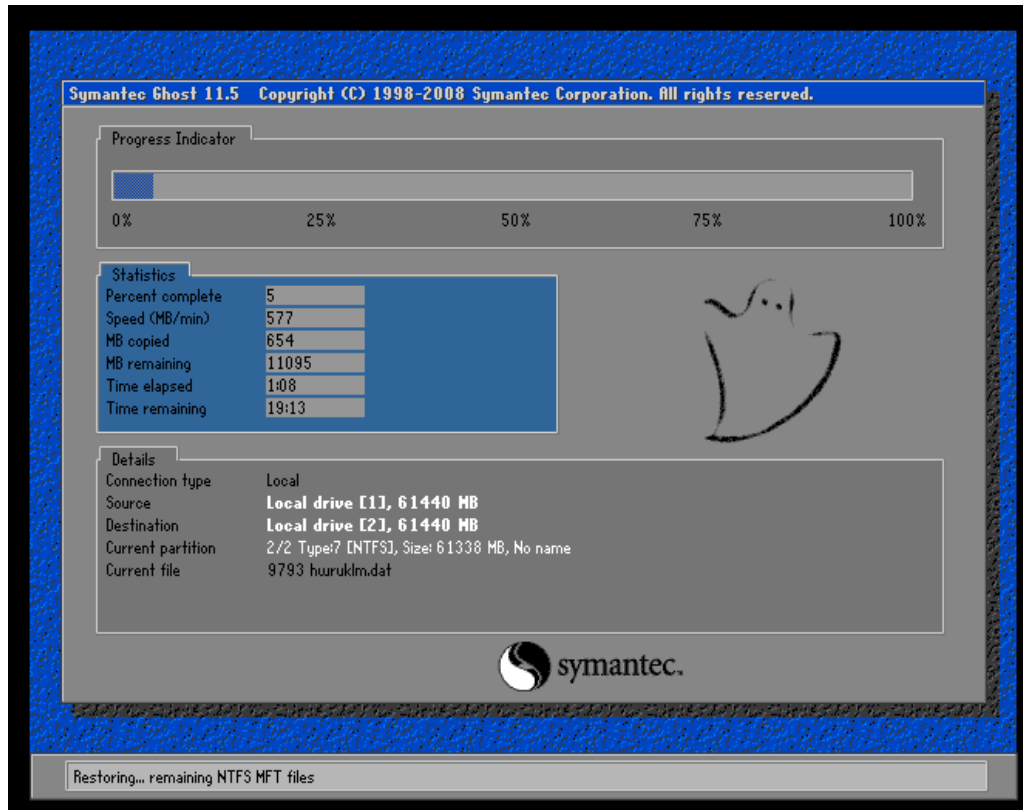 Symantec Ghost 11.5 Copyright (C) 1998-2008 Symantec Corporation. All rights reserved.
Progress Indicator
0% 25% 50% 75% 100%
Statistics
Percent complete 5
Speed (MB/min) 577
MB copied 654
MB remaining 11095
Time elapsed 1:08
Time remaining 19:13
Details
Connection type Local
Source Local drive [1], 61440 MB
Destination Local drive [2], 61440 MB
Current partition 2/2 Type:7 [NTFS], Size: 61338 MB, No name
Current file 9793 hwruklm.dat
symantec.
Restoring... remaining NTFS MFT files